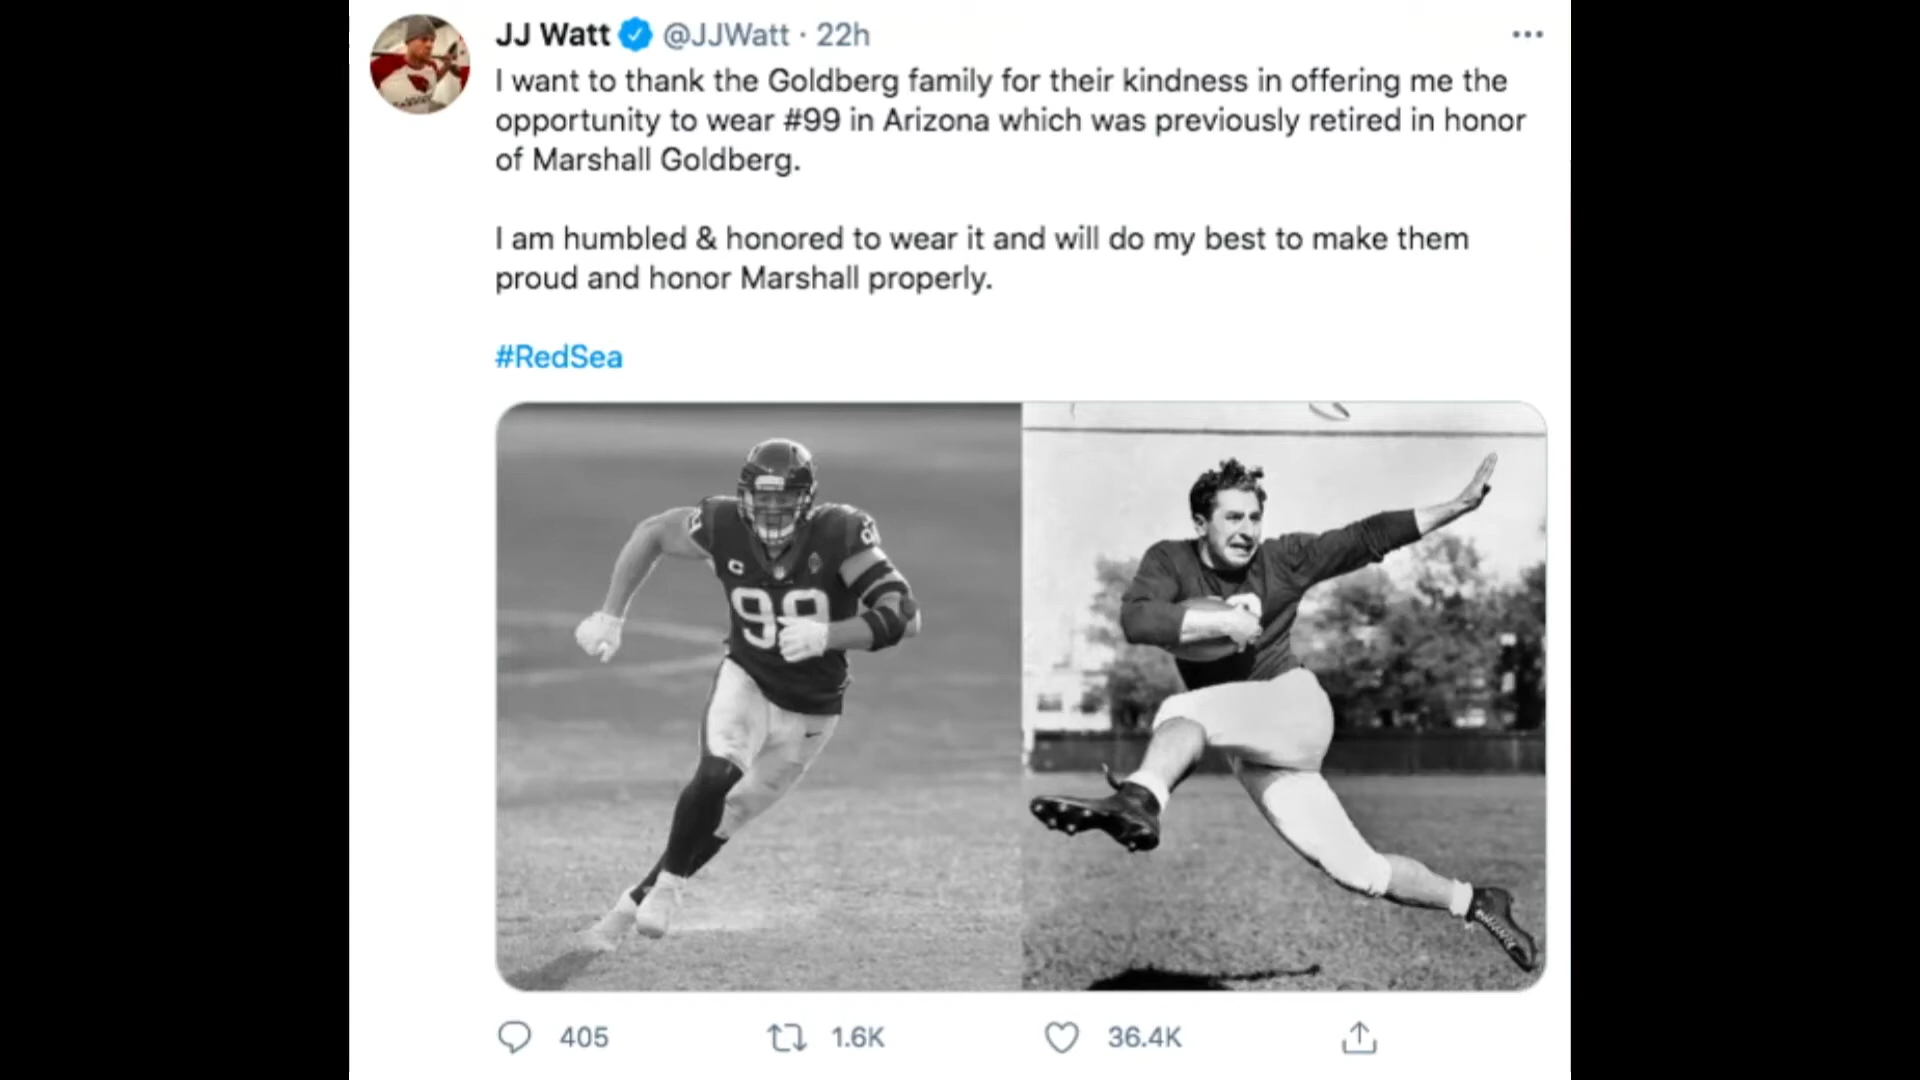 JJ Watt @JJWatt · 22h
I want to thank the Goldberg family for their kindness in offering me the
opportunity to wear #99 in Arizona which was previously retired in honor
of Marshall Goldberg.
I am humbled & honored to wear it and will do my best to make them
proud and honor Marshall properly.
#RedSea
C
99
405 1.6K 36.4K